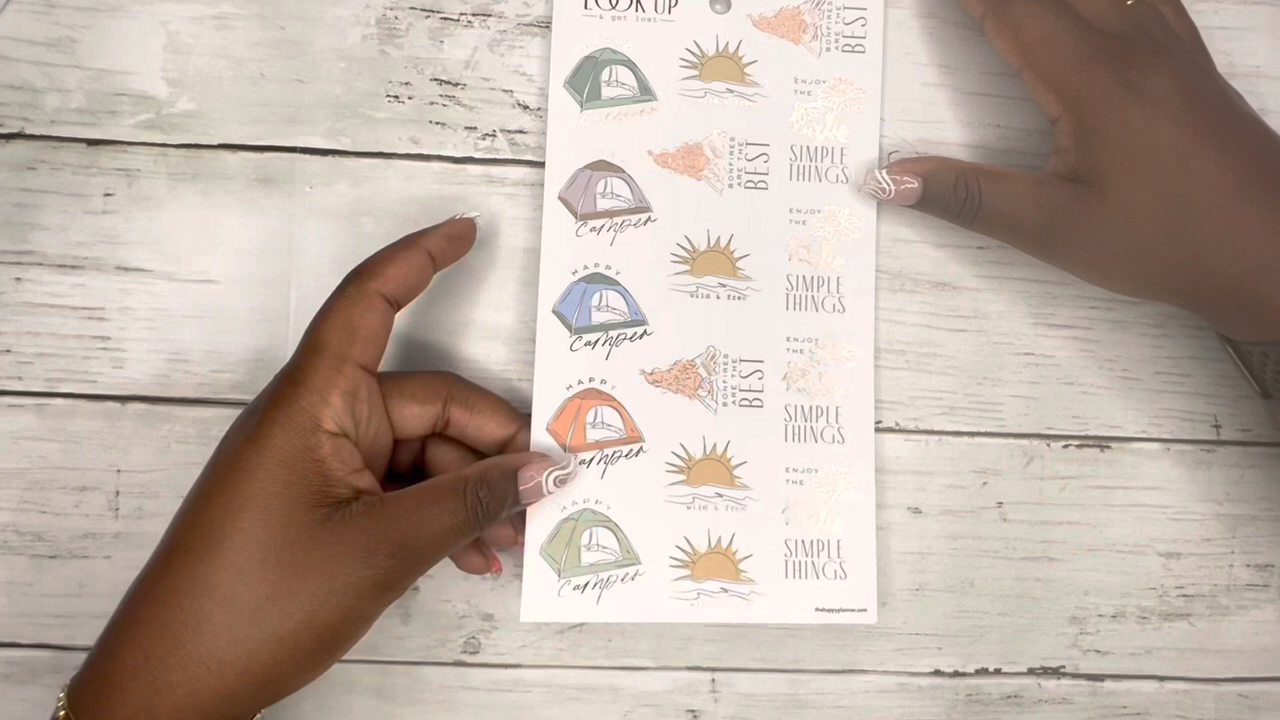 LOOK UP
& get lost
BONFIRES
ARE THE
BEST
ENJOY
THE
SIMPLE
THINGS
BONFIRES
ARE THE
BEST
Camper
ENJOY
THE
SIMPLE
THINGS
HAPPY
Camper
wild & free
ENJOY
THE
SIMPLE
THINGS
BONFIRES
ARE THE
BEST
HAPPY
Camper
wild & free
ENJOY
THE
SIMPLE
THINGS
HAPPY
Camper
thehappyplanner.com